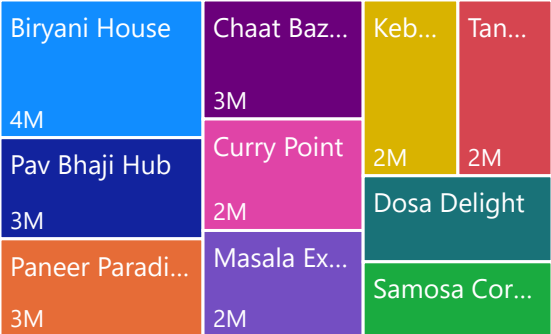 Biryani House
4M
Pav Bhaji Hub
3M
Paneer Paradi...
3M
Chaat Baz...
3M
Curry Point
2M
Masala Ex...
2M
Keb...
2M
Tan...
2M
Dosa Delight
Samosa Cor...